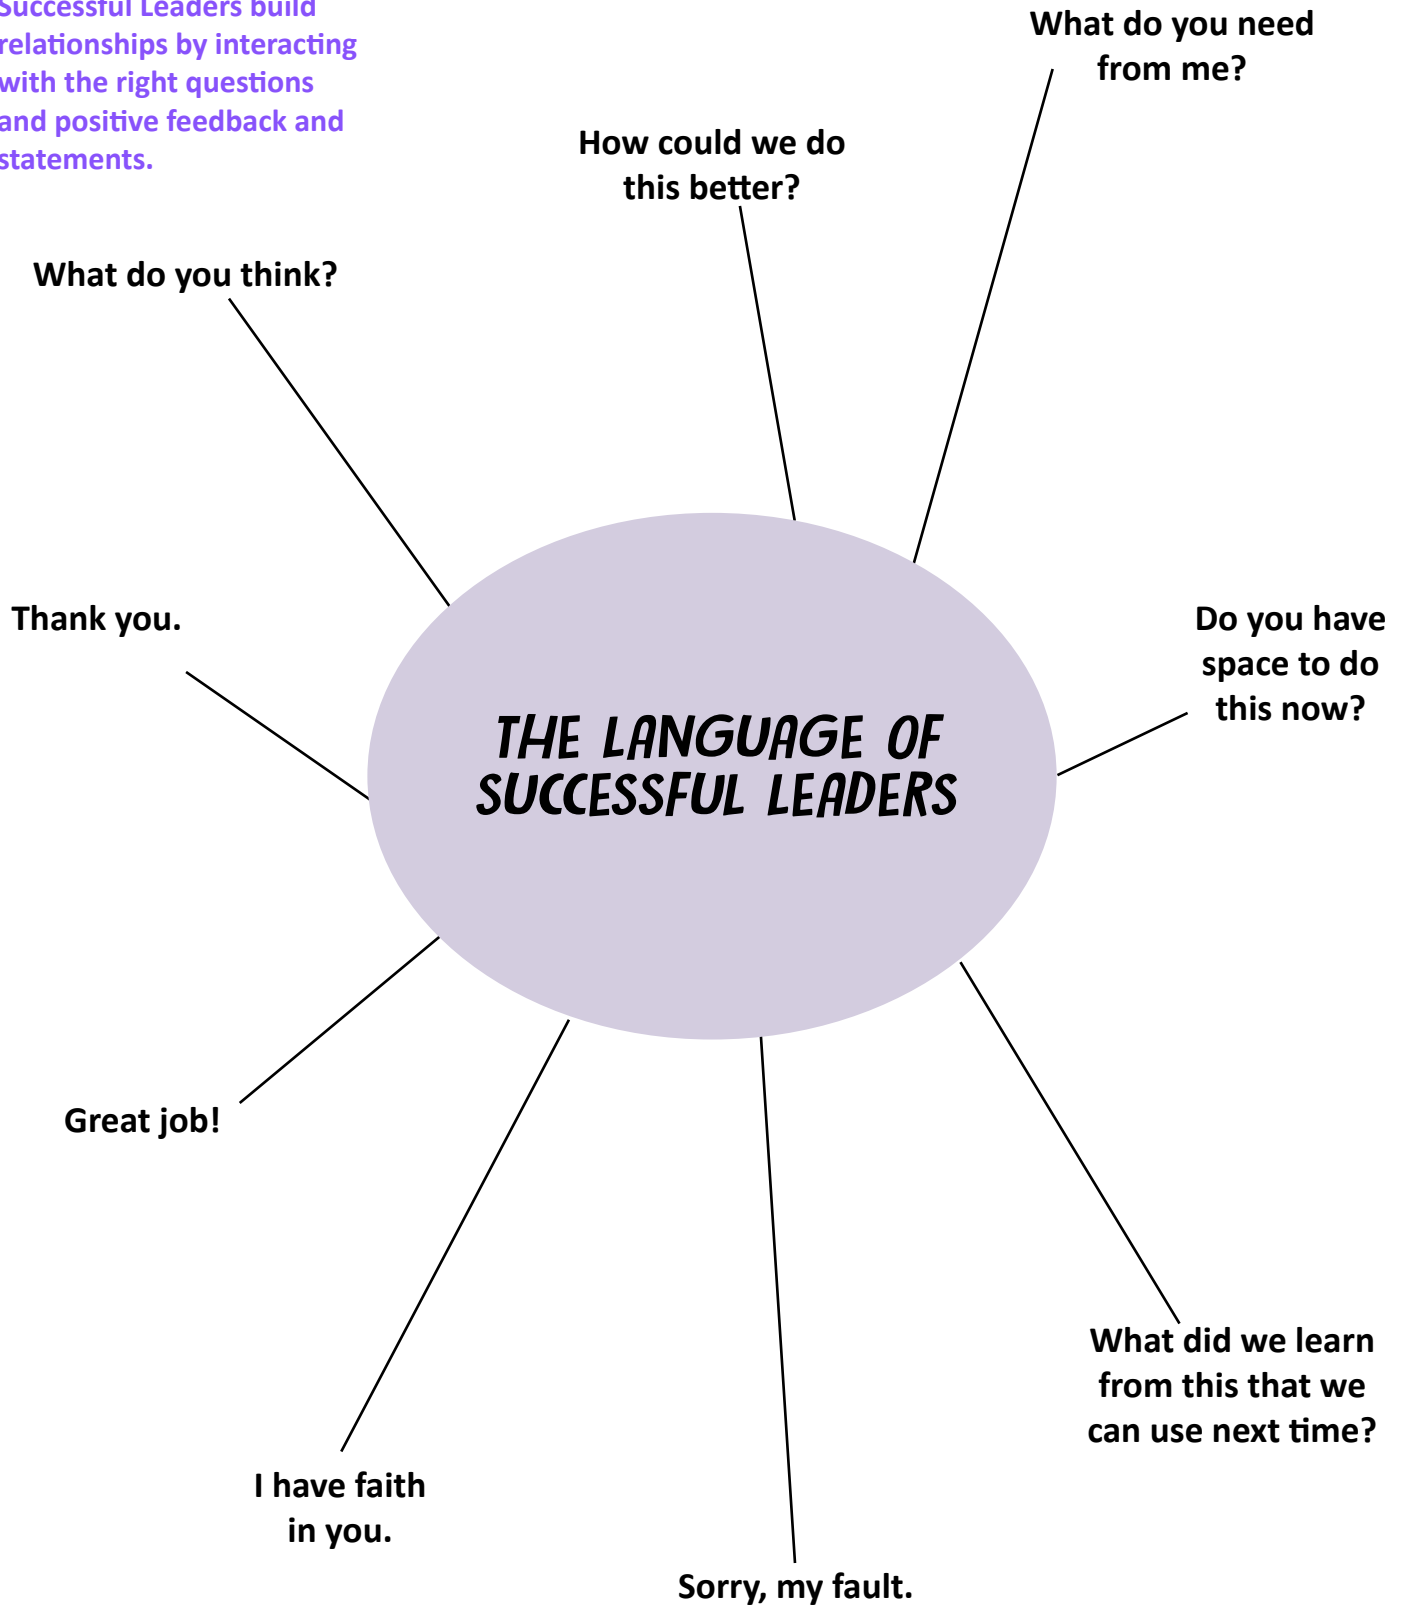 Successful Leaders build
relationships by interacting
with the right questions
and positive feedback and
statements.
What do you need
from me?
How could we do
this better?
What do you think?
Thank you.
Do you have
space to do
this now?
THE LANGUAGE OF
SUCCESSFUL LEADERS
Great job!
What did we learn
from this that we
can use next time?
I have faith
in you.
Sorry, my fault.